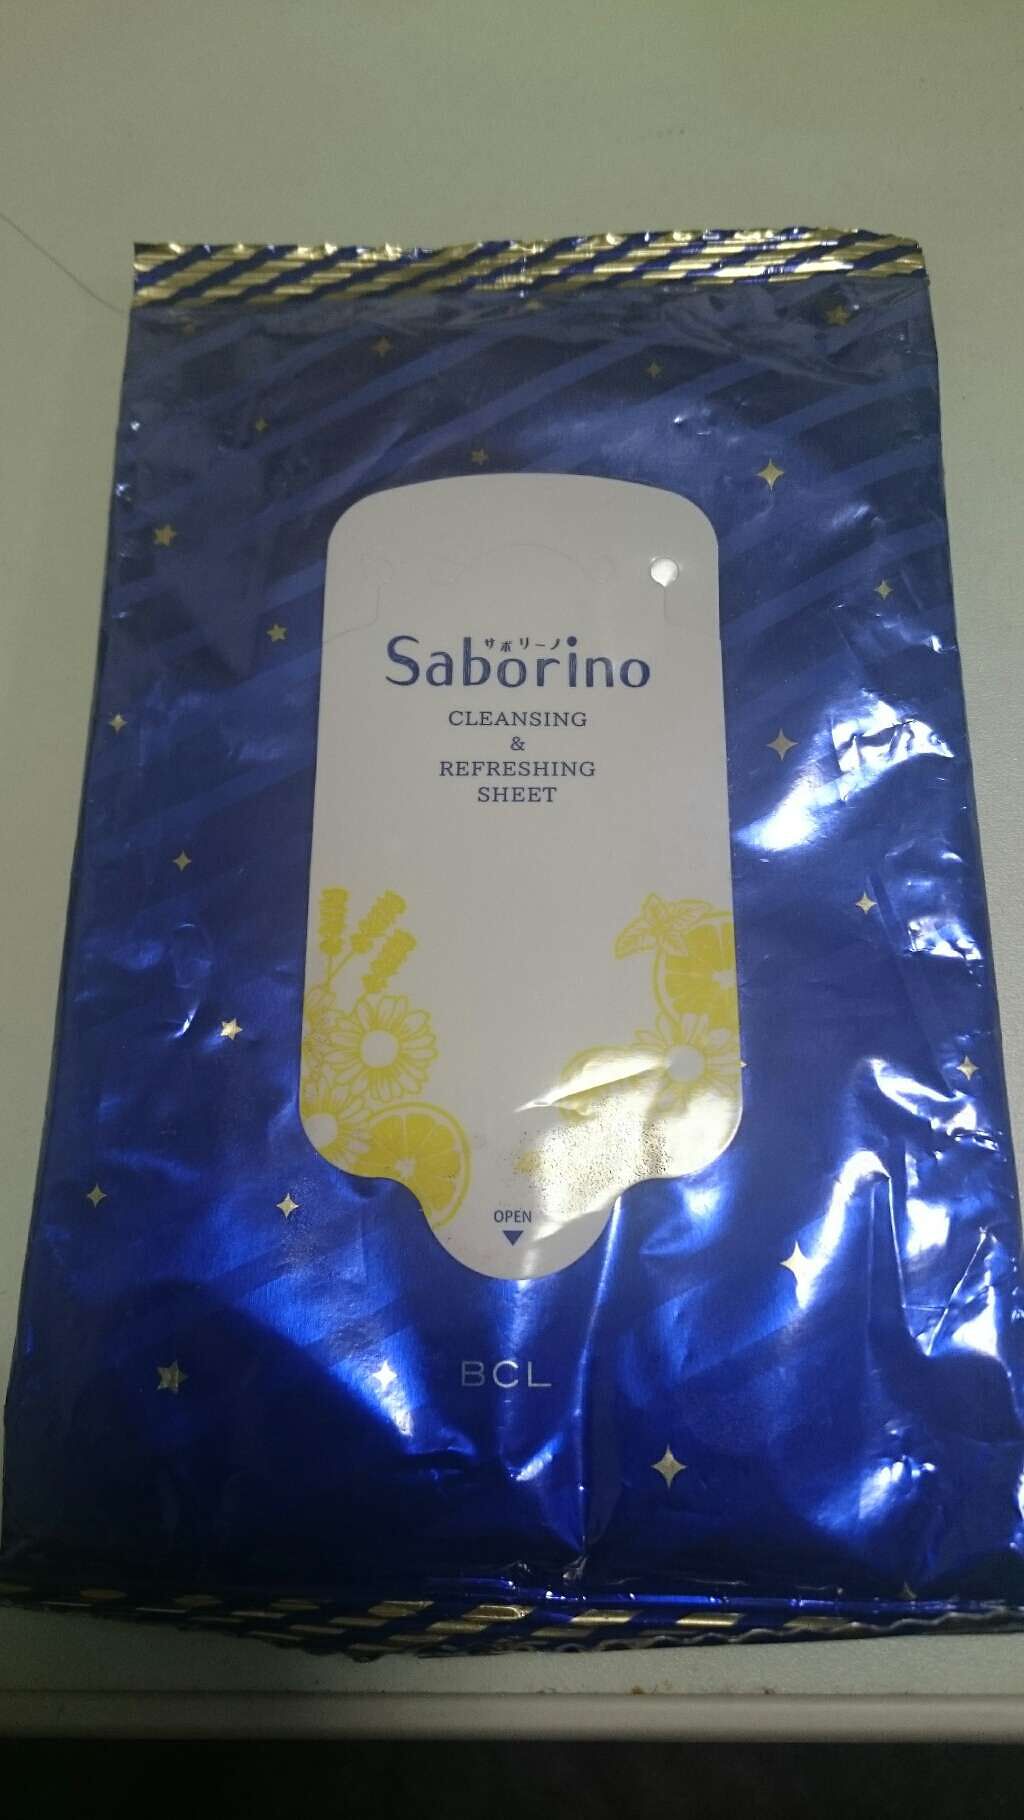 サボリーノ
Saborino
CLEANSING
&
REFRESHING
SHEET
OPEN
BCL